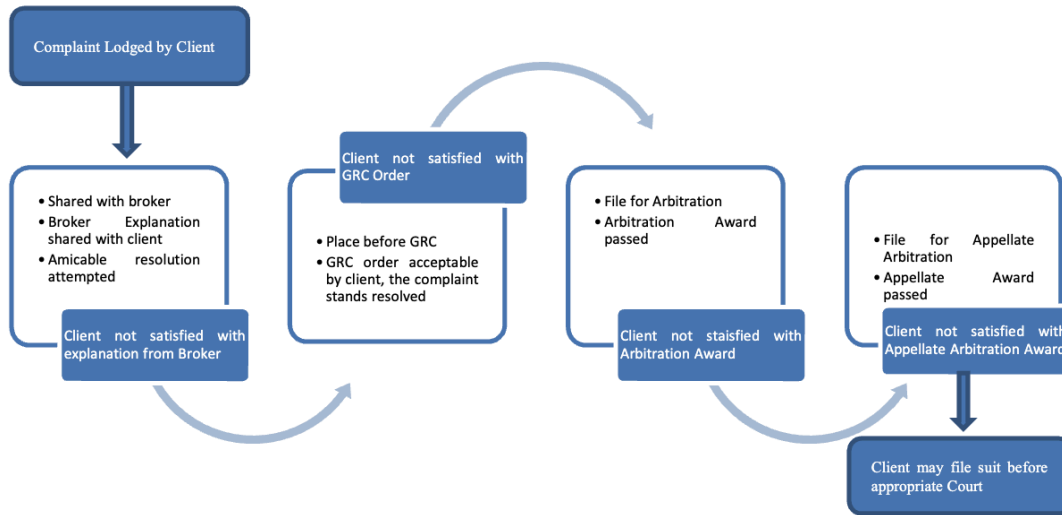 Complaint Lodged by Client
• Shared with broker
• Broker Explanation
shared with client
• Amicable resolution
attempted
Client not satisfied with
explanation from Broker
Client not satisfied with
GRC Order
• Place before GRC
• GRC order acceptable
by client, the complaint
stands resolved
• File for Arbitration
• Arbitration Award
passed
Client not staisfied with
Arbitration Award
• File for Appellate
Arbitration
• Appellate Award
passed
Client not satisfied with
Appellate Arbitration Award
Client may file suit before
appropriate Court